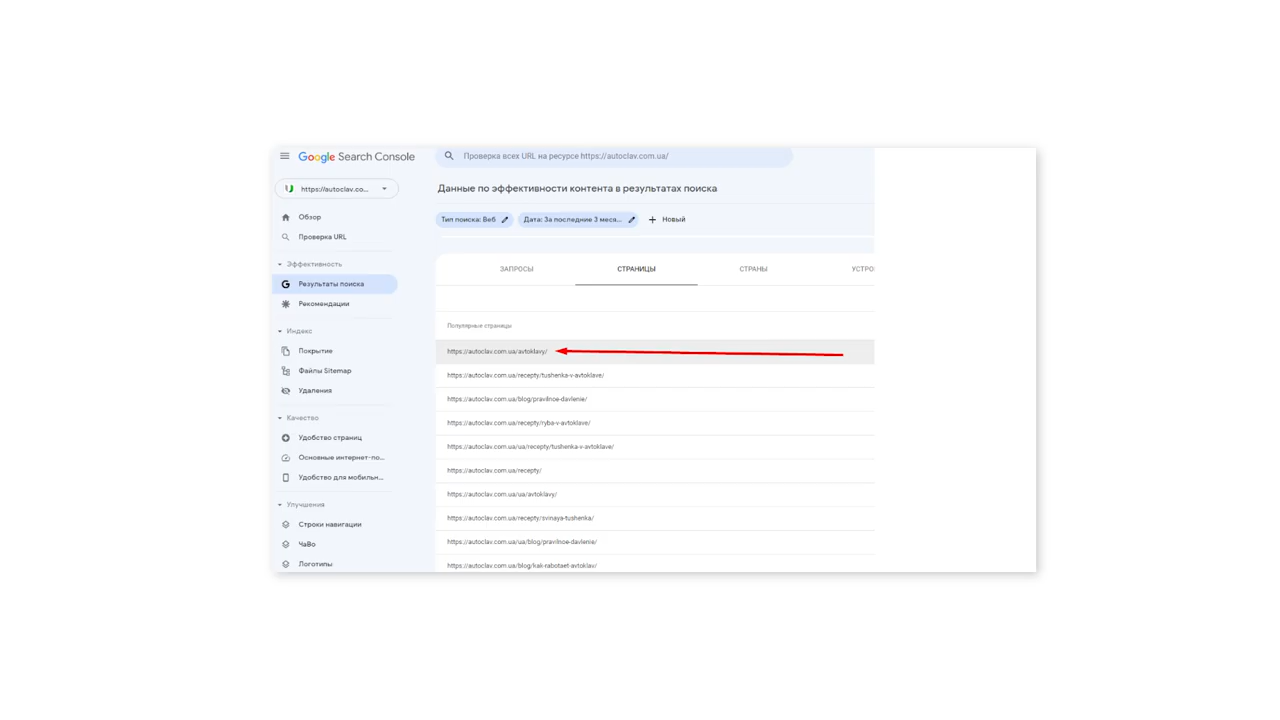 Google Search Console
Проверка всех URL на ресурсе https://autoclav.com.ua/
https://autoclav.co...
Данные по эффективности контента в результатах поиска
Тип поиска: Веб
Дата: За последние 3 меся...
Новый
Обзор
Проверка URL
Эффективность
Результаты поиска
Рекомендации
Индекс
Покрытие
Файлы Sitemap
Удаления
Качество
Удобство страниц
Основные интернет-по...
Удобство для мобильн...
Улучшения
Строки навигации
ЧаВо
Логотипы
ЗАПРОСЫ
СТРАНИЦЫ
СТРАНЫ
УСТРО
Популярные страницы
https://autoclav.com.ua/avtoklavy/
https://autoclav.com.ua/recepty/tushenka-v-avtoklave/
https://autoclav.com.ua/blog/pravilnoe-davlenie/
https://autoclav.com.ua/recepty/ryba-v-avtoklave/
https://autoclav.com.ua/ua/recepty/tushenka-v-avtoklave/
https://autoclav.com.ua/recepty/
https://autoclav.com.ua/ua/avtoklavy/
https://autoclav.com.ua/recepty/svinaya-tushenka/
https://autoclav.com.ua/ua/blog/pravilnoe-davlenie/
https://autoclav.com.ua/blog/kak-rabotaet-avtoklav/